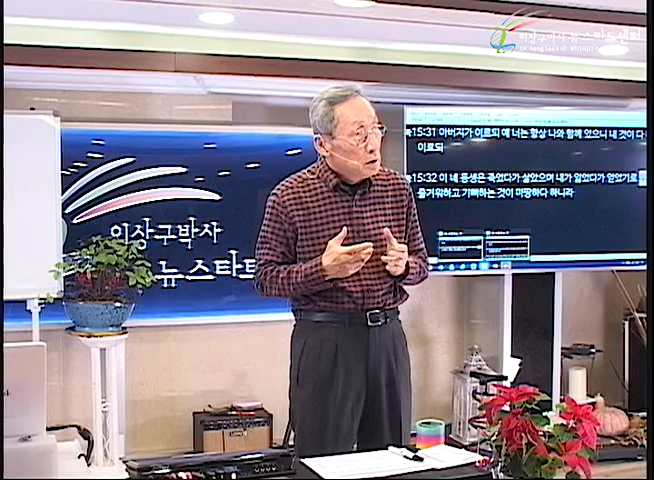 이상구박사 뉴스타트센터
15:31 아버지가 이르되 얘 너는 항상 나와 함께 있으니 내 것이 다
이로되
15:32 이 네 동생은 죽었다가 살았으며 내가 잃었다가 얻었기로
즐거워하고 기뻐하는 것이 마땅하다 하니라
이상구박사
뉴스타트